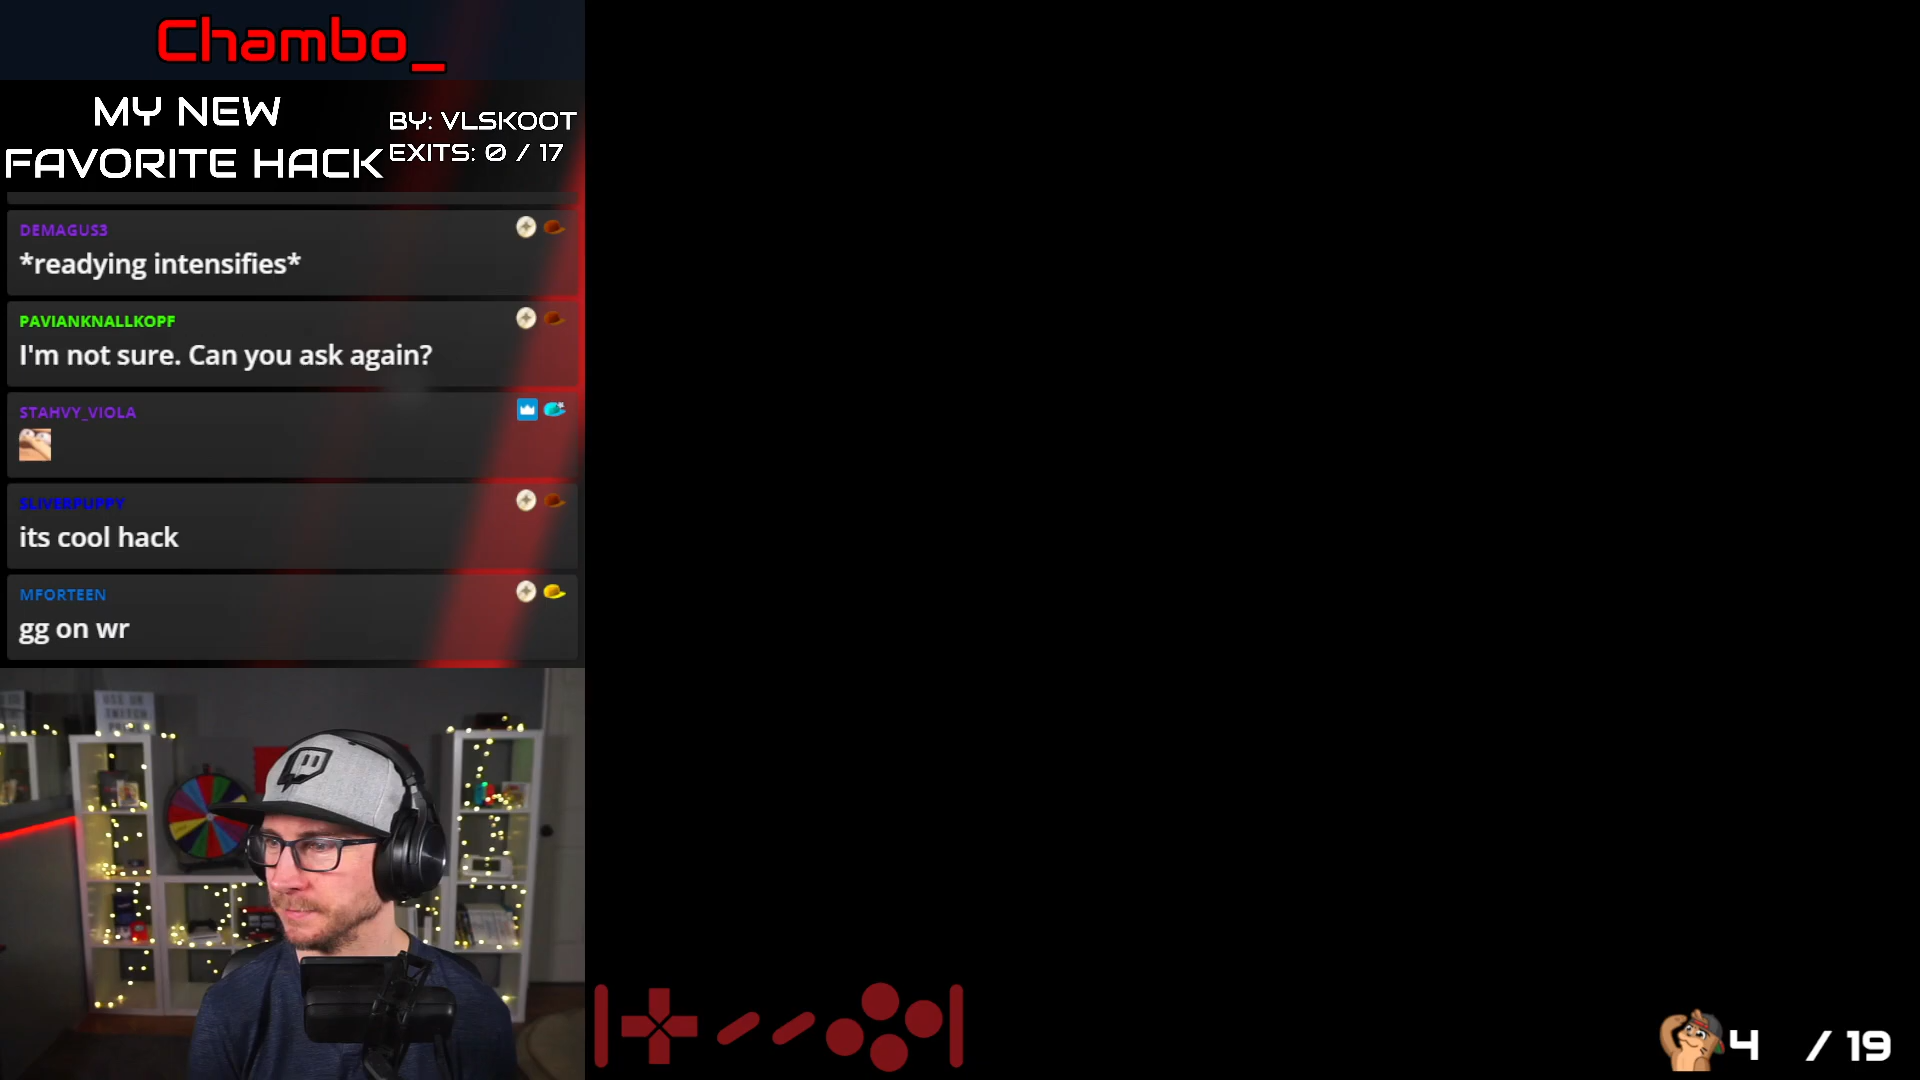 Chambo_
MY NEW
FAVORITE HACK
BY: VLSKOOT
EXITS: 0 / 17
DEMAGUS3
*readying intensifies*
PAVIANKNALLKOPF
I'm not sure. Can you ask again?
STAHVY_VIOLA
SLIVERPUPPY
its cool hack
MFORTEEN
gg on wr
4 / 19